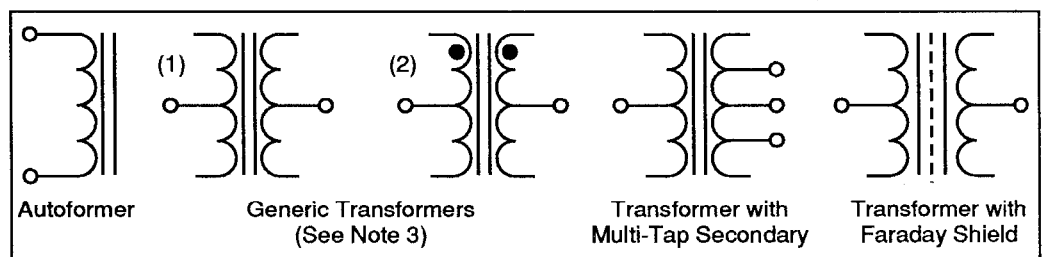 (1)
(2)
Autoformer
Generic Transformers
(See Note 3)
Transformer with
Multi-Tap Secondary
Transformer with
Faraday Shield